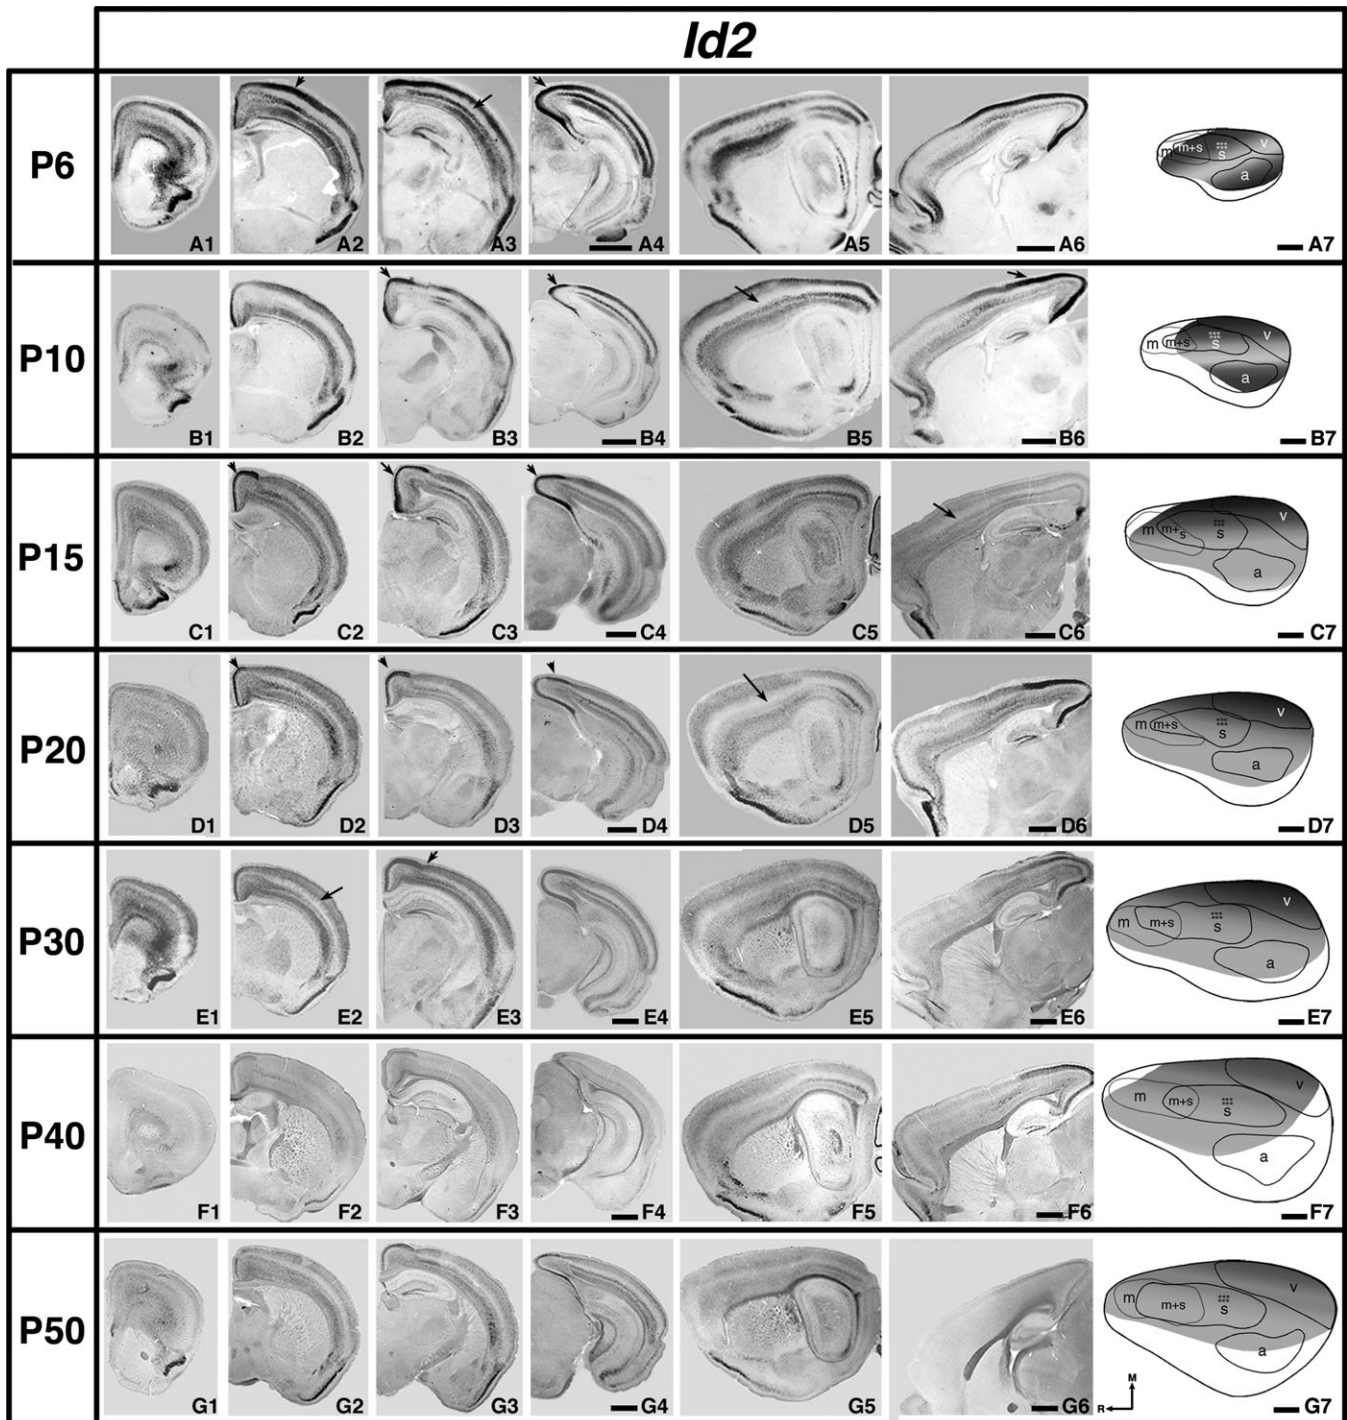 Id2
P6
A1 A2 A3 A4 A5 A6 m m+s s v a A7
P10
B1 B2 B3 B4 B5 B6 m m+s s v a B7
P15
C1 C2 C3 C4 C5 C6 m m+s s v a C7
P20
D1 D2 D3 D4 D5 D6 m m+s s v a D7
P30
E1 E2 E3 E4 E5 E6 m m+s s v a E7
P40
F1 F2 F3 F4 F5 F6 m m+s s v a F7
P50
G1 G2 G3 G4 G5 G6 m m+s s v a M R G7